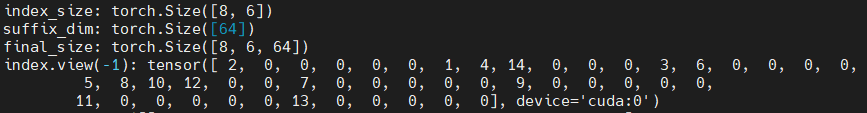 index_size: torch.Size([8, 6])
suffix_dim: torch.Size([64])
final_size: torch.Size([8, 6, 64])
index.view(-1): tensor([ 2, 0, 0, 0, 0, 0, 1, 4, 14, 0, 0, 0, 3, 6, 0, 0, 0, 0,
5, 8, 10, 12, 0, 0, 7, 0, 0, 0, 0, 0, 9, 0, 0, 0, 0, 0,
11, 0, 0, 0, 0, 0, 13, 0, 0, 0, 0, 0], device='cuda:0')